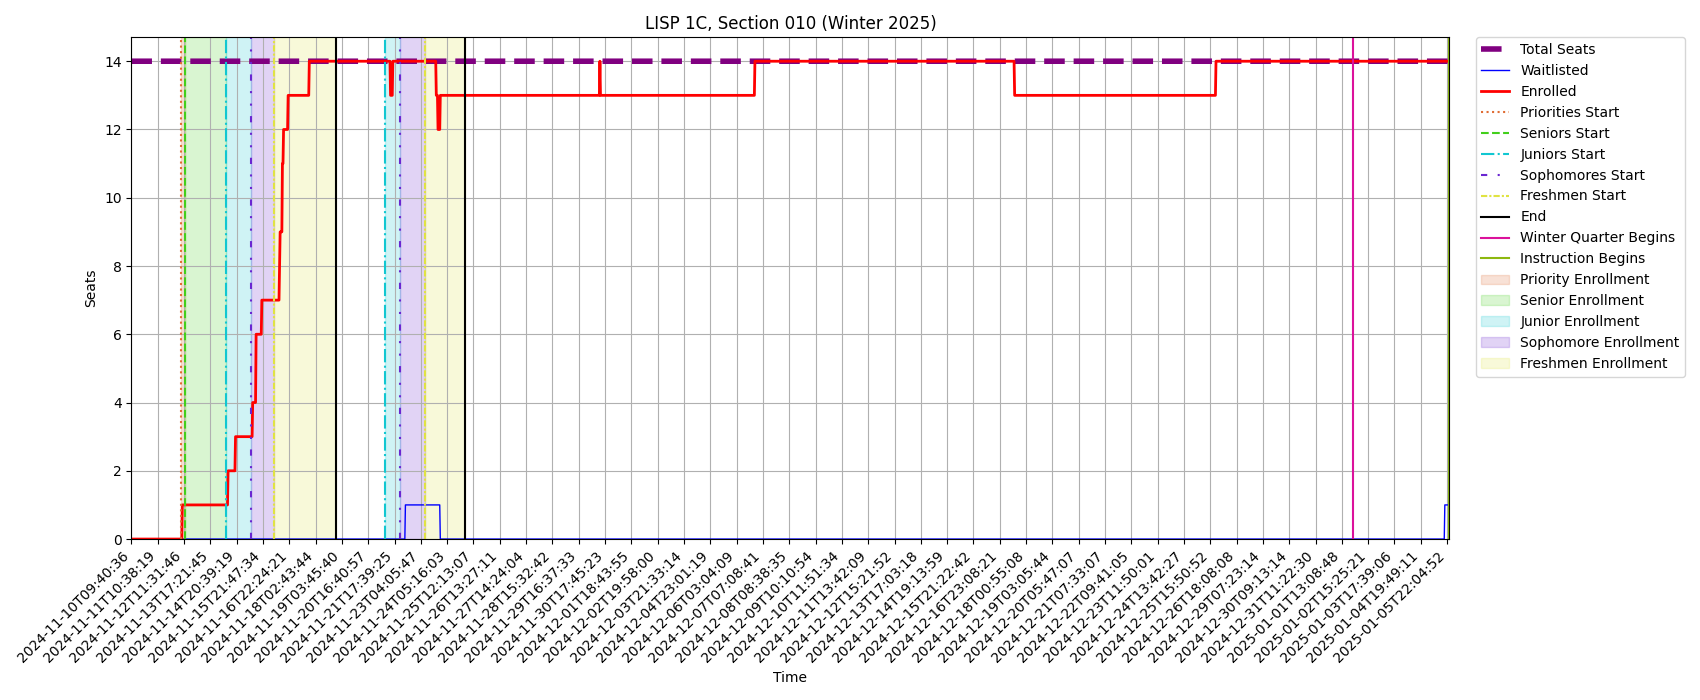 LISP 1C, Section 010 (Winter 2025)
Seats
14
12
10
8
6
4
2
0
2024-11-10T09:40:36
2024-11-11T10:38:19
2024-11-12T11:31:46
2024-11-13T17:21:45
2024-11-14T20:39:19
2024-11-15T21:47:34
2024-11-16T22:24:21
2024-11-18T02:43:44
2024-11-19T03:45:40
2024-11-20T16:40:57
2024-11-21T17:39:23
2024-11-23T04:05:47
2024-11-24T05:16:03
2024-11-25T12:13:07
2024-11-26T13:27:11
2024-11-27T14:24:04
2024-11-28T15:32:42
2024-11-29T16:37:33
2024-11-30T17:45:23
2024-12-01T18:43:55
2024-12-02T19:58:00
2024-12-03T21:33:14
2024-12-04T23:01:19
2024-12-06T03:04:09
2024-12-07T07:08:41
2024-12-08T08:38:35
2024-12-09T10:10:54
2024-12-10T11:51:34
2024-12-11T13:42:09
2024-12-12T15:21:52
2024-12-13T17:03:18
2024-12-14T19:13:59
2024-12-15T21:22:42
2024-12-16T23:08:21
2024-12-18T00:55:08
2024-12-19T03:05:44
2024-12-20T05:47:07
2024-12-21T07:33:07
2024-12-22T09:41:05
2024-12-23T11:50:01
2024-12-24T13:42:27
2024-12-25T15:50:52
2024-12-26T18:08:08
2024-12-29T07:23:14
2024-12-30T09:13:14
2024-12-31T11:22:30
2025-01-01T13:08:48
2025-01-02T15:25:21
2025-01-03T17:39:06
2025-01-04T19:49:11
2025-01-05T22:04:52
Time
Total Seats
Waitlisted
Enrolled
Priorities Start
Seniors Start
Juniors Start
Sophomores Start
Freshmen Start
End
Winter Quarter Begins
Instruction Begins
Priority Enrollment
Senior Enrollment
Junior Enrollment
Sophomore Enrollment
Freshmen Enrollment